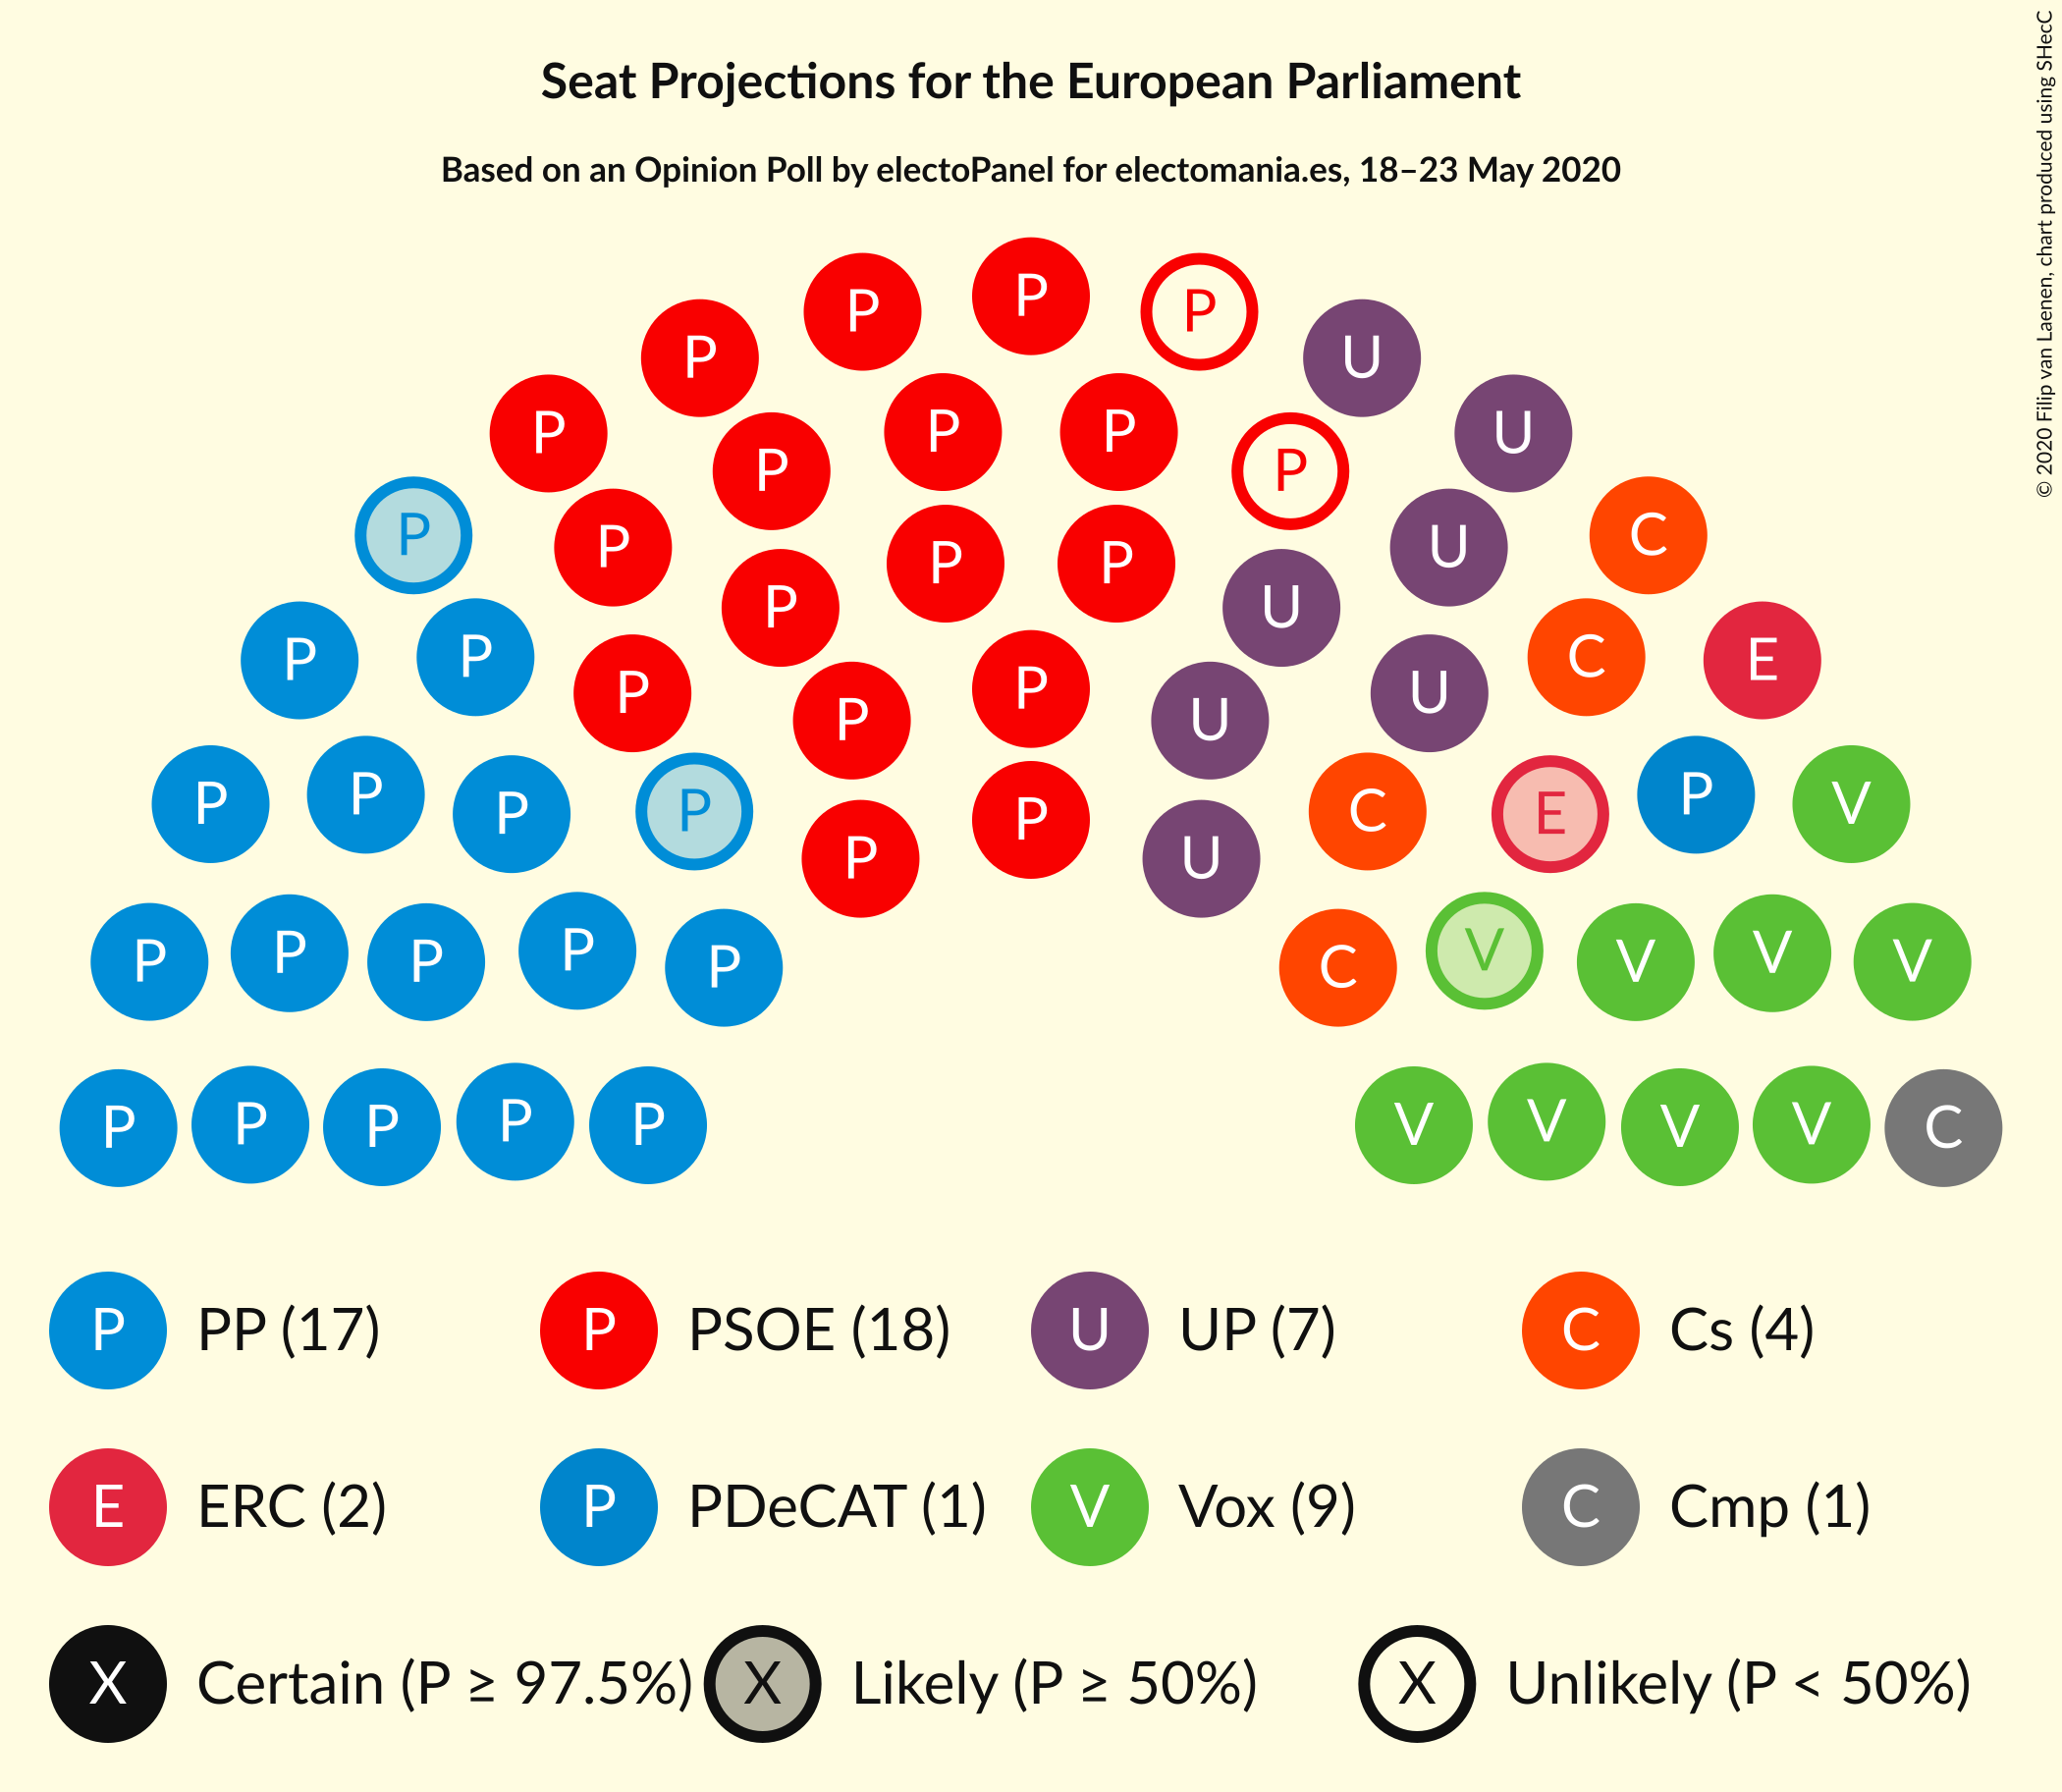 Seat Projections for the European Parliament
Based on an Opinion Poll by electoPanel for electomania.es, 18–23 May 2020
© 2020 Filip van Laenen, chart produced using SHecC
P
P P
P U
P P P U
P P
P P C
P P P P
P U U
P P C E
P P U
P P P P P U C E P V
P P U
P P P P P C V V V V
P P P P P V V V V C
P PP (17) P PSOE (18) U UP (7) C Cs (4)
E ERC (2) P PDeCAT (1) V Vox (9) C Cmp (1)
X Certain (P ≥ 97.5%) X Likely (P ≥ 50%) X Unlikely (P < 50%)